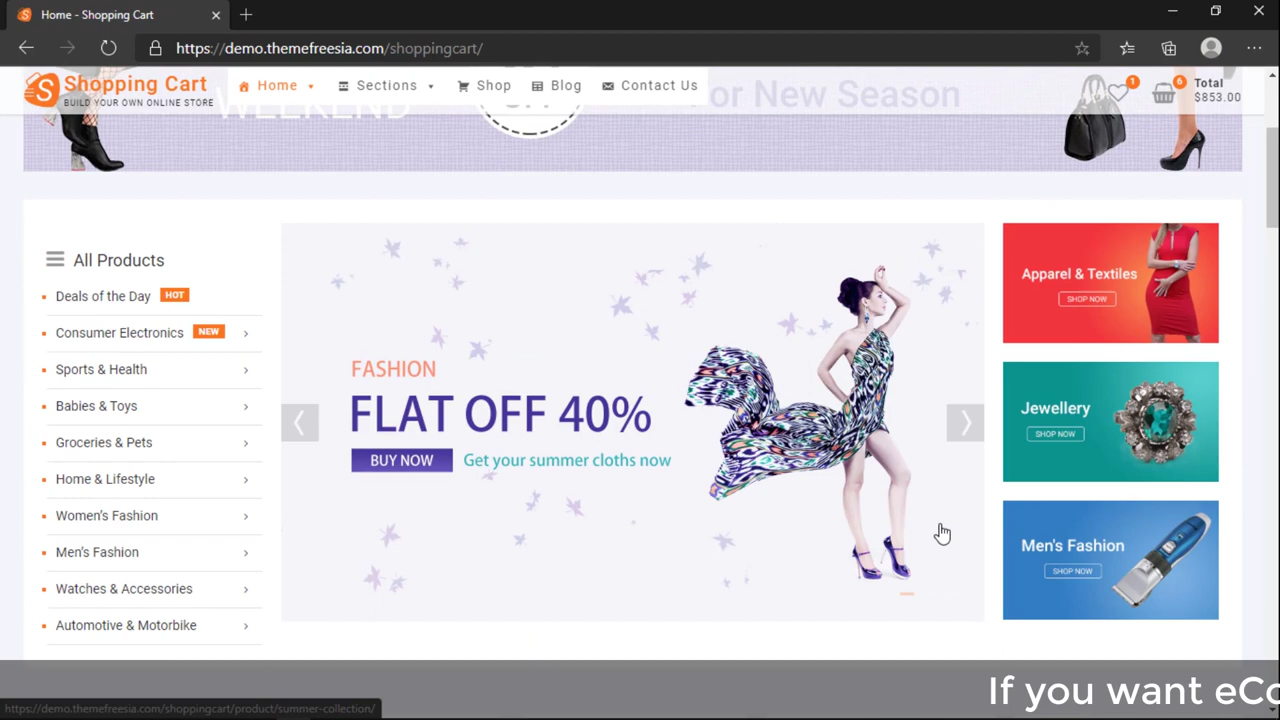 Home - Shopping Cart
https://demo.themefreesia.com/shoppingcart/
Shopping Cart
BUILD YOUR OWN ONLINE STORE
Home
Sections
Shop
Blog
Contact Us
1
6
Total
$853.00
WEEKEND
or New Season
All Products
Deals of the Day HOT
Consumer Electronics NEW
Sports & Health
Babies & Toys
Groceries & Pets
Home & Lifestyle
Women's Fashion
Men's Fashion
Watches & Accessories
Automotive & Motorbike
FASHION
FLAT OFF 40%
BUY NOW Get your summer cloths now
Apparel & Textiles
SHOP NOW
Jewellery
SHOP NOW
Men's Fashion
SHOP NOW
If you want eCo
https://demo.themefreesia.com/shoppingcart/product/summer-collection/